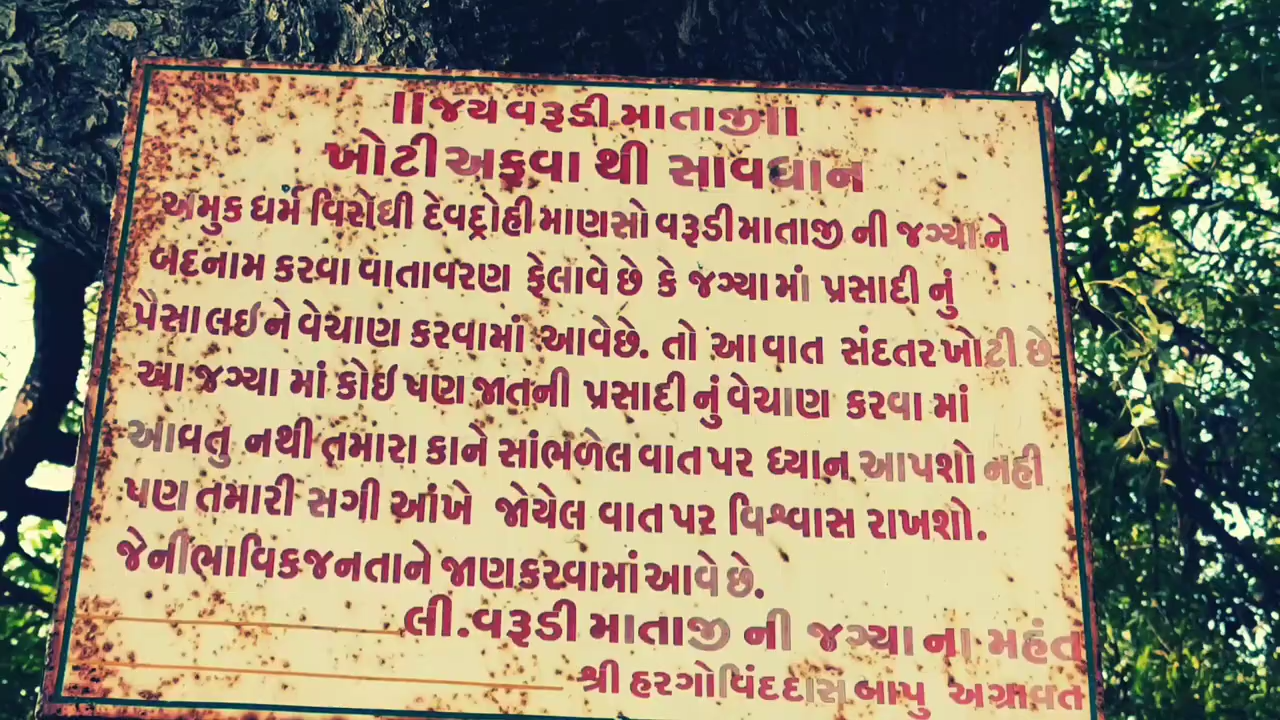 ।।જય વરૂડી માતાજી।।
ખોટી અફવા થી સાવધાન
અમુક ધર્મ વિરોધી દેવદ્રોહી માણસો વરૂડી માતાજી ની જગ્યા ને
બદનામ કરવા વાતાવરણ ફેલાવે છે કે જગ્યા માં પ્રસાદી નું
પૈસા લઇ ને વેચાણ કરવામાં આવેછે. તો આ વાત સંદતર ખોટી છે
આ જગ્યા માં કોઇ પણ જાતની પ્રસાદી નું વેચાણ કરવા માં
આવતુ નથી તમારા કાને સાંભળેલ વાત પર ધ્યાન આપશો નહી
પણ તમારી સગી આંખે જોયેલ વાત પર વિશ્વાસ રાખશો.
જેની ભાવિક જનતાને જાણ કરવામાં આવે છે.
લી. વરૂડી માતાજી ની જગ્યા ના મહંત
શ્રી હરગોવિંદદાસ બાપુ અગ્રાવત